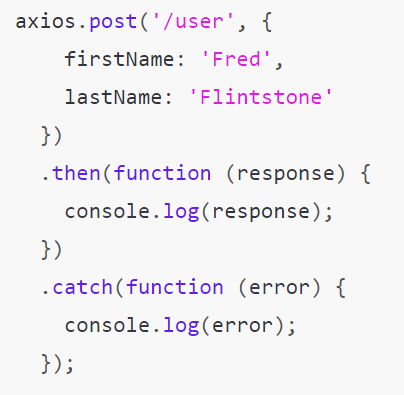 axios.post('/user', {
    firstName: 'Fred',
    lastName: 'Flintstone'
  })
  .then(function (response) {
    console.log(response);
  })
  .catch(function (error) {
    console.log(error);
  });